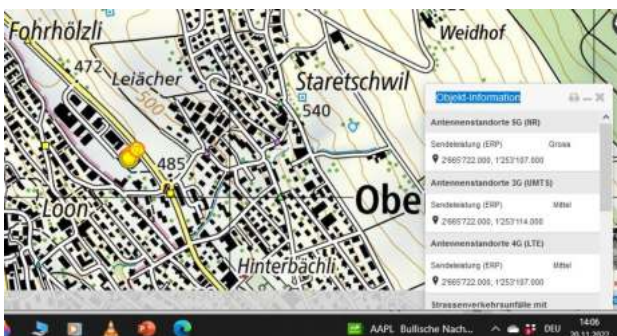 Fohrhölzli
Weidhof
472
Leiächer
Staretschwil
500
540
485
Obe
Loon
Hinterbächli
Objekt-Information
Antennenstandorte 5G (NR)
Sendeleistung (ERP) Gross
2'665'722.000, 1'253'107.000
Antennenstandorte 3G (UMTS)
Sendeleistung (ERP) Mittel
2'665'722.000, 1'253'114.000
Antennenstandorte 4G (LTE)
Sendeleistung (ERP) Mittel
2'665'722.000, 1'253'107.000
Strassenverkehrsunfälle mit
AAPL Bullische Nach... DEU 14:06
20.11.2022